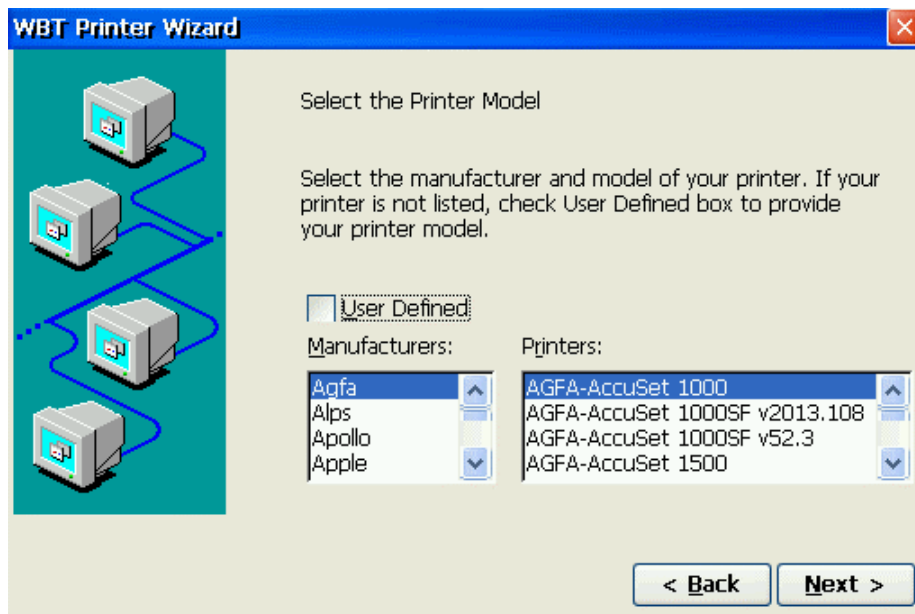 WBT Printer Wizard
Select the Printer Model
Select the manufacturer and model of your printer. If your
printer is not listed, check User Defined box to provide
your printer model.
User Defined
Manufacturers:
Agfa
Alps
Apollo
Apple
Printers:
AGFA-AccuSet 1000
AGFA-AccuSet 1000SF v2013.108
AGFA-AccuSet 1000SF v52.3
AGFA-AccuSet 1500
< Back
Next >